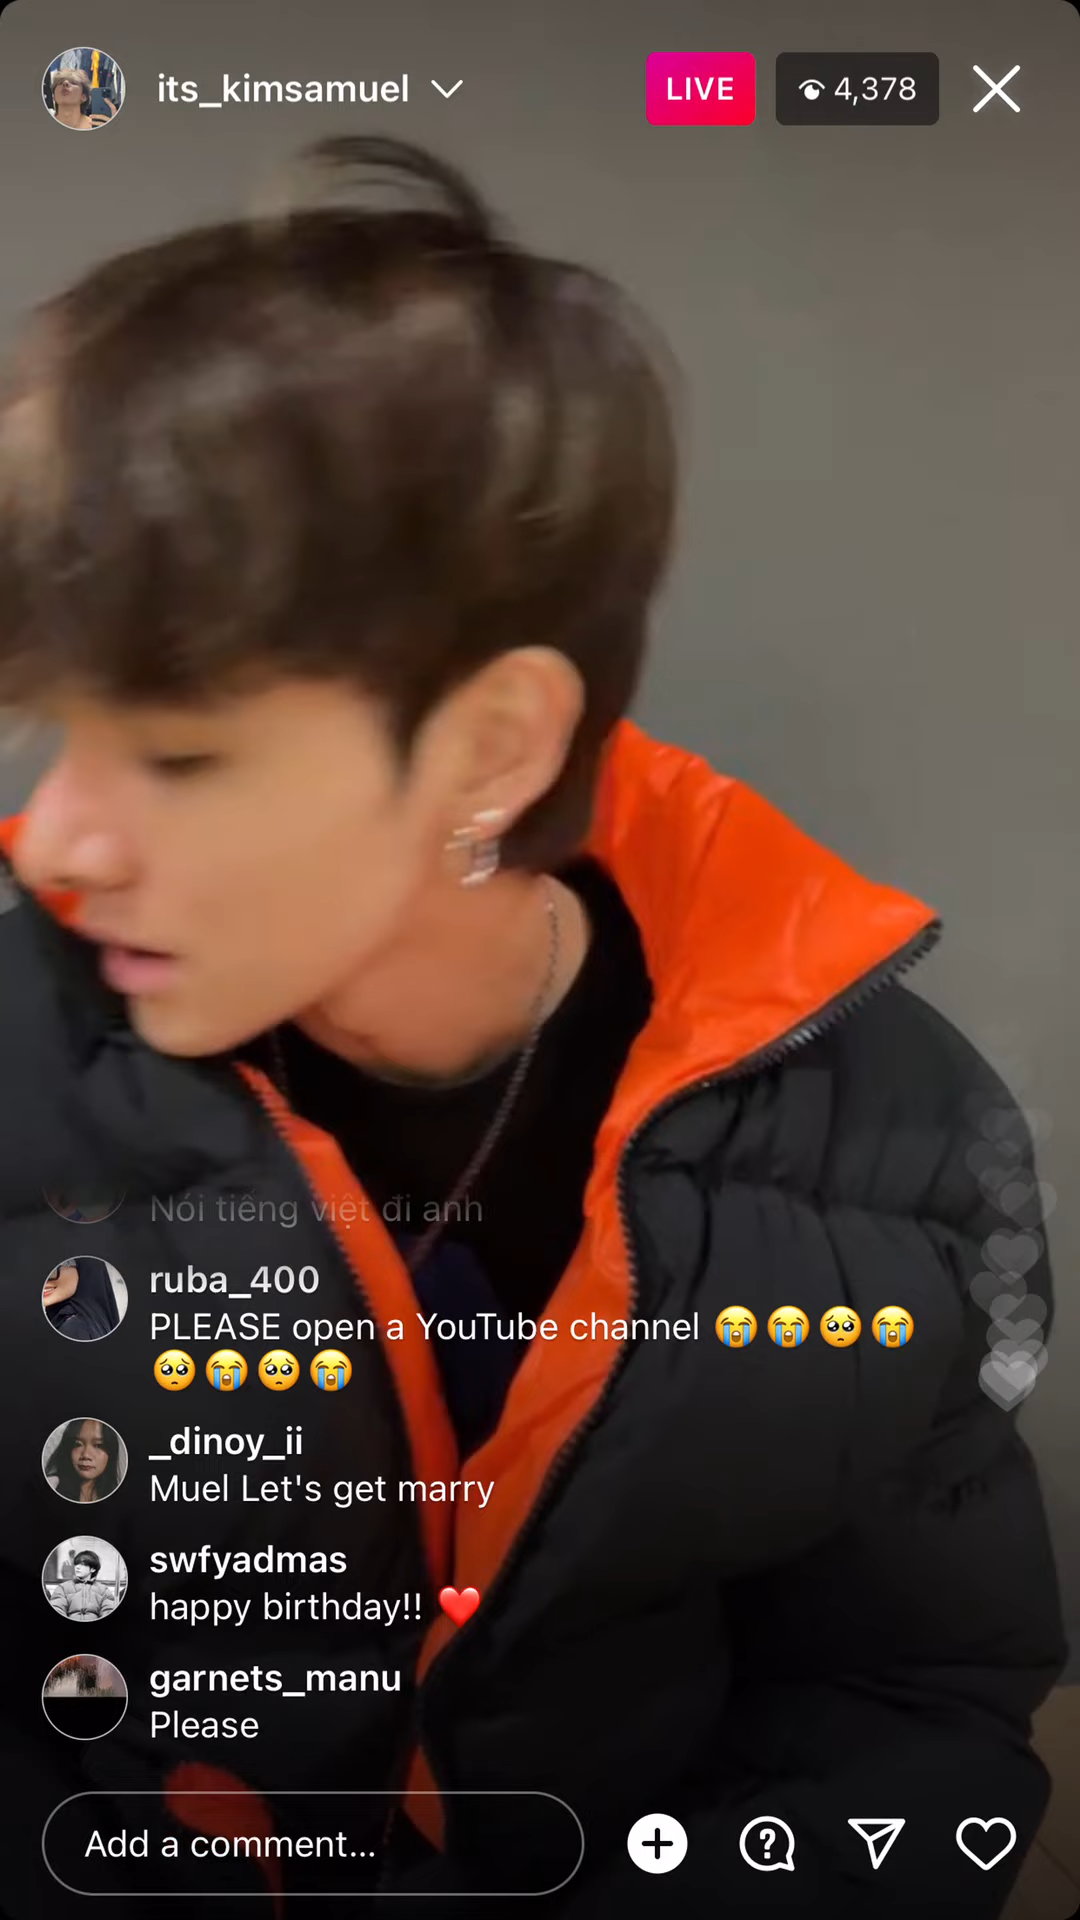 its_kimsamuel
LIVE
4,378
Nói tiếng việt đi anh
ruba_400
PLEASE open a YouTube channel 😭😭🥺😭
🥺😭🥺😭
_dinoy_ii
Muel Let's get marry
swfyadmas
happy birthday!! ❤️
garnets_manu
Please
Add a comment...